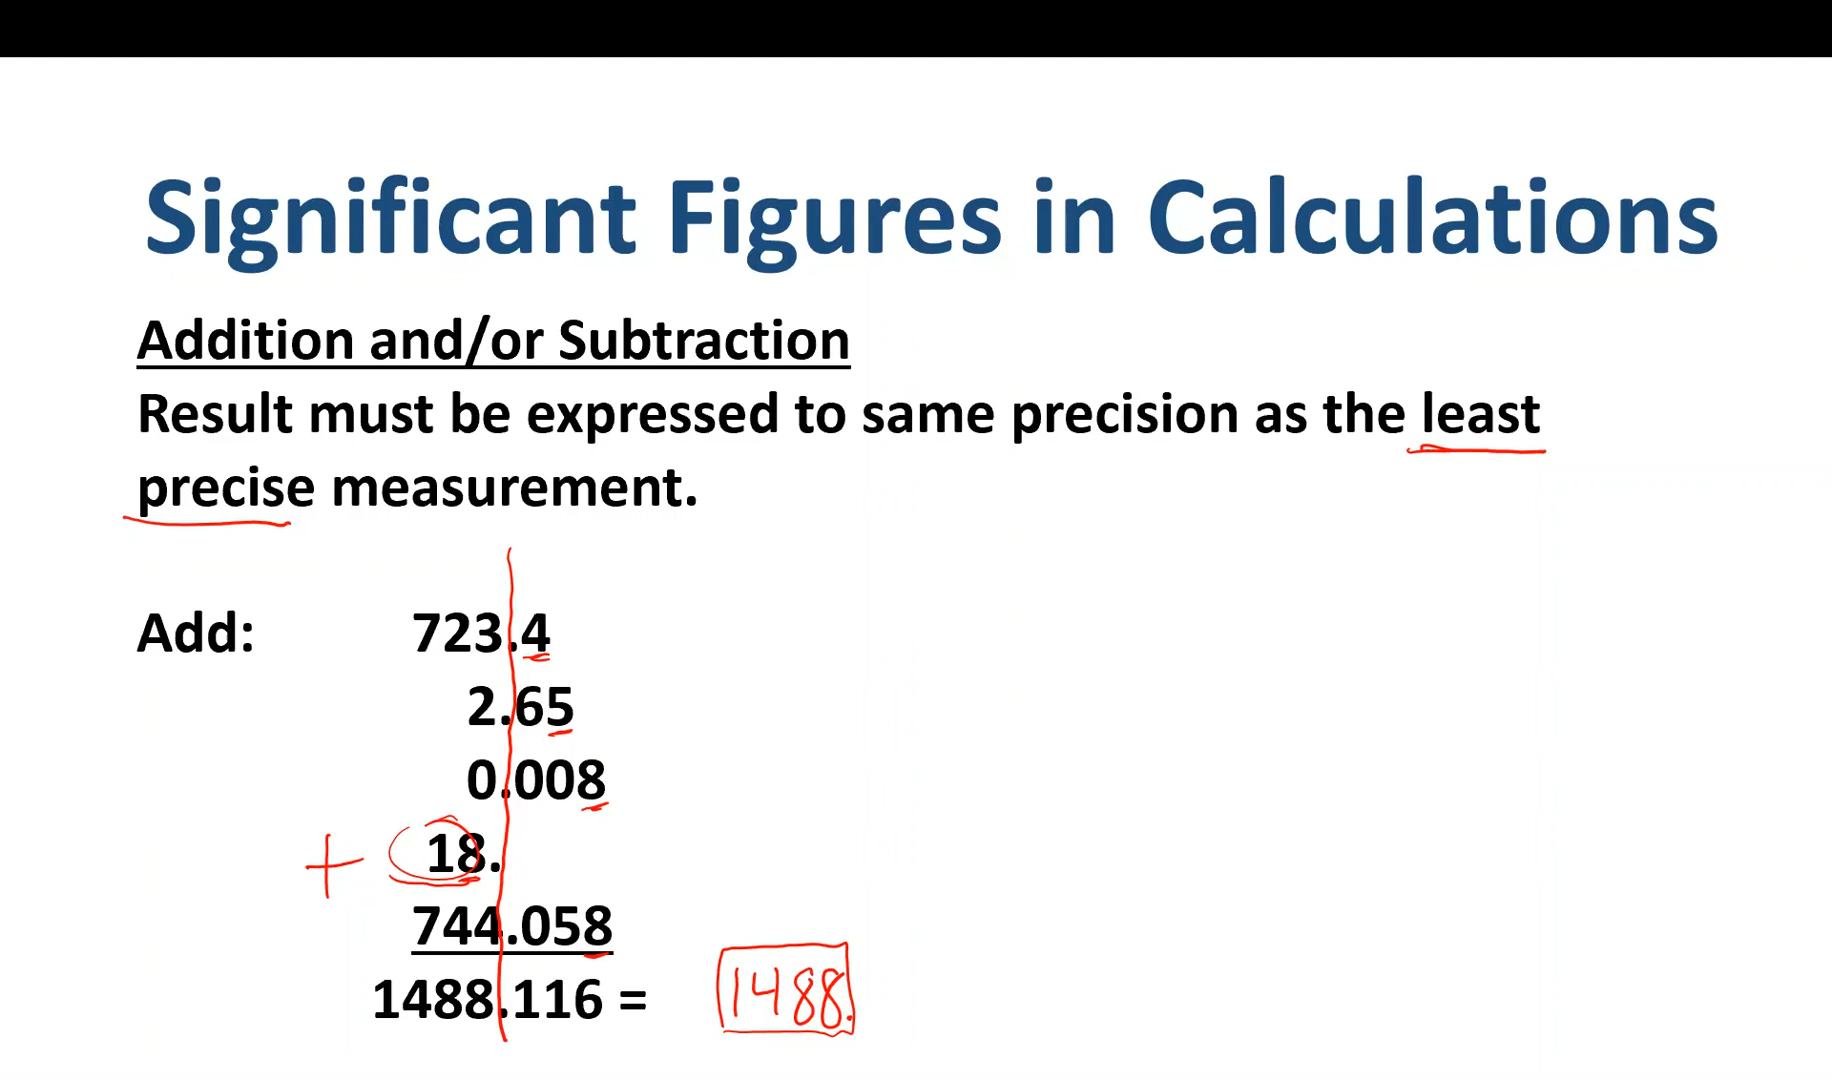 Significant Figures in Calculations
Addition and/or Subtraction
Result must be expressed to same precision as the least
precise measurement.
Add: 723.4
2.65
0.008
+ 18.
744.058
1488.116 = 1488.